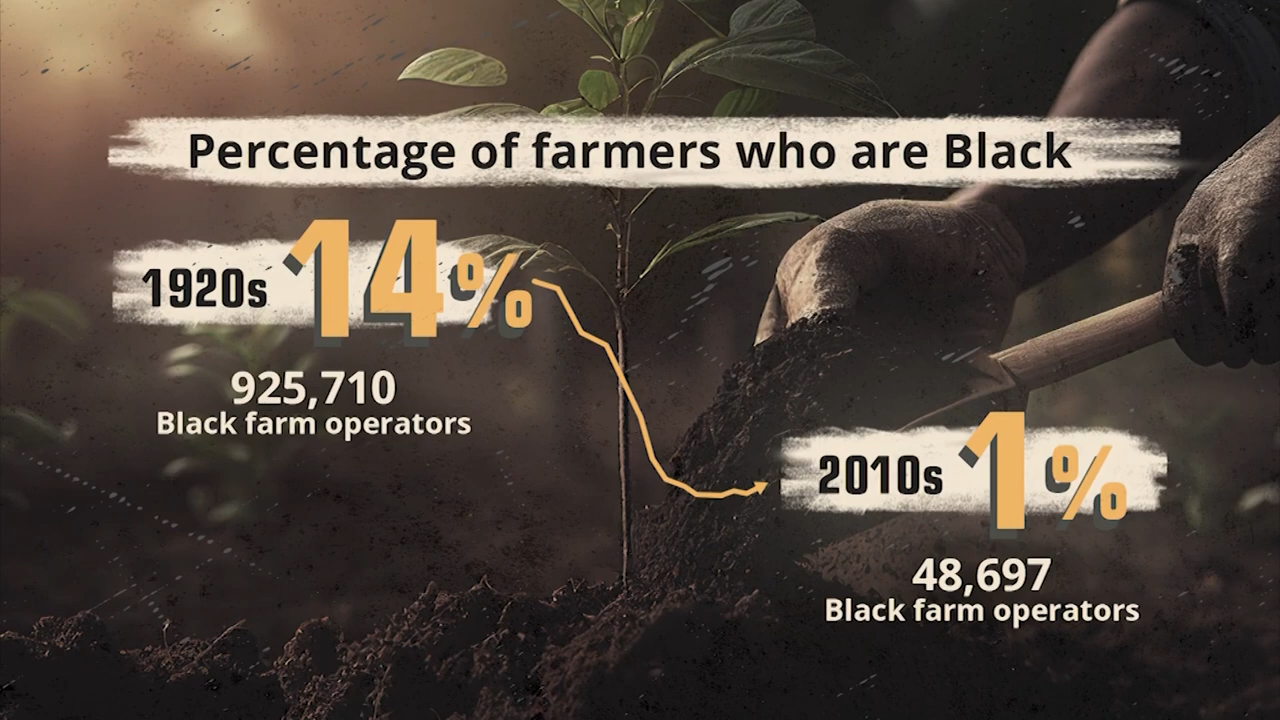 Percentage of farmers who are Black
1920s 14%
925,710
Black farm operators
2010s 1%
48,697
Black farm operators